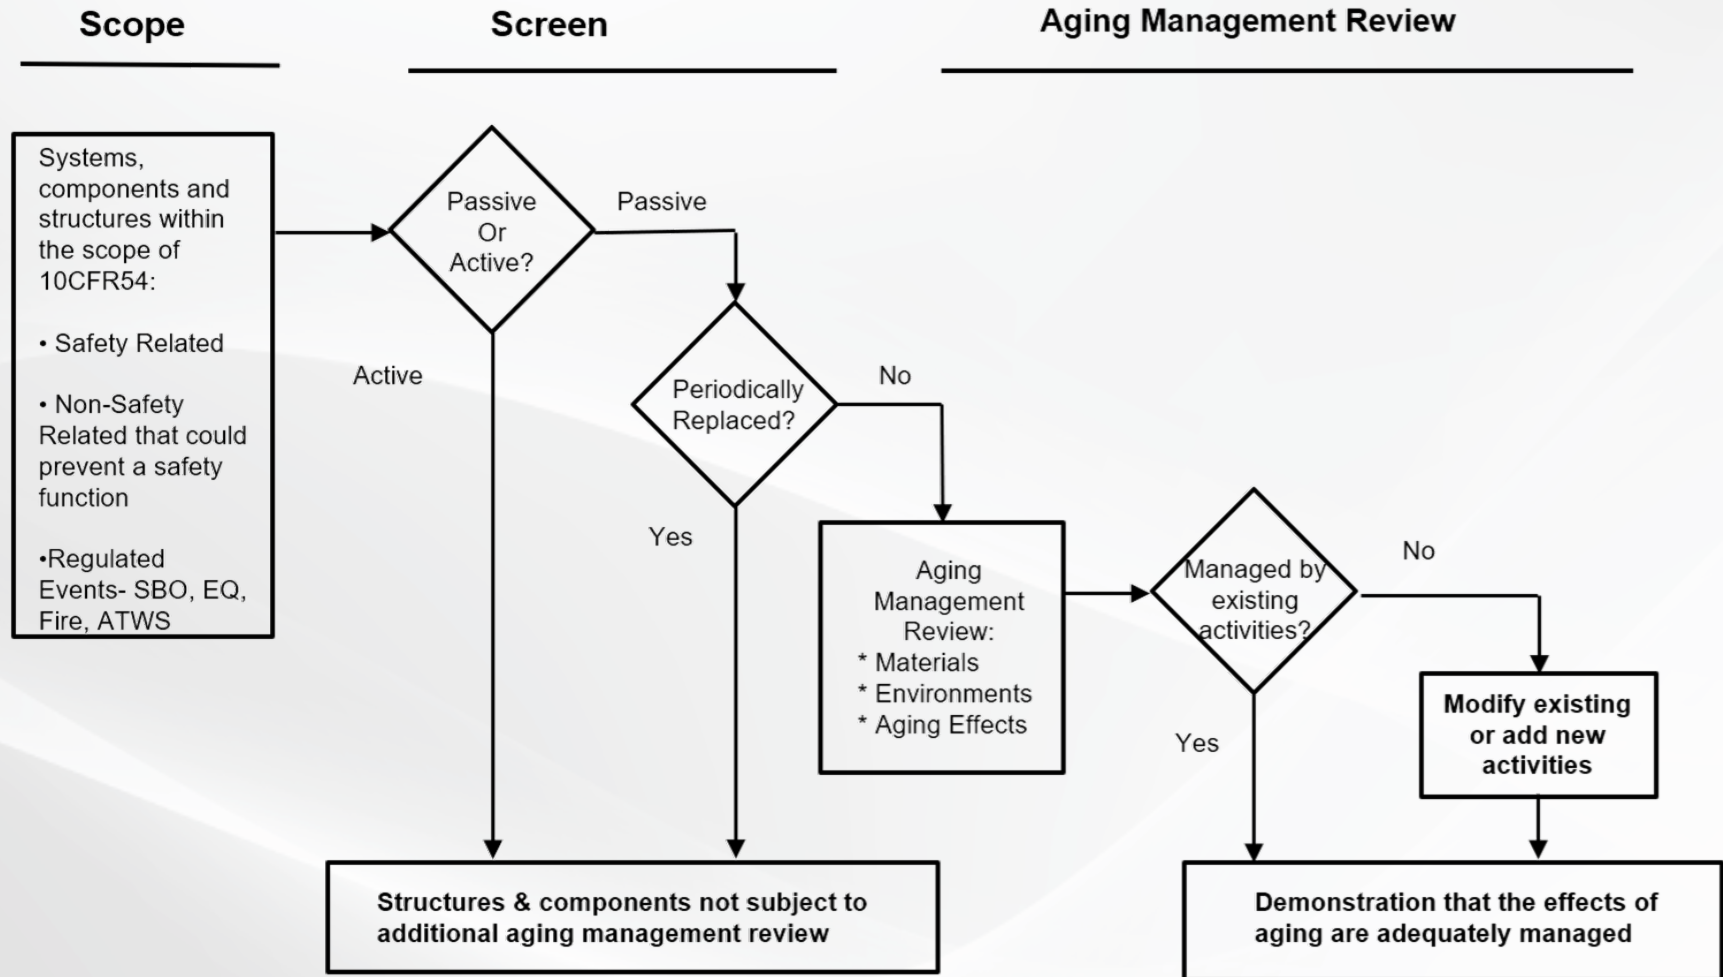 Scope
Screen
Aging Management Review
Systems,
components and
structures within
the scope of
10CFR54:
• Safety Related
• Non-Safety
Related that could
prevent a safety
function
•Regulated
Events- SBO, EQ,
Fire, ATWS
Passive
Or
Active?
Passive
Active
Periodically
Replaced?
No
Yes
Aging
Management
Review:
* Materials
* Environments
* Aging Effects
Managed by
existing
activities?
No
Yes
Modify existing
or add new
activities
Structures & components not subject to
additional aging management review
Demonstration that the effects of
aging are adequately managed